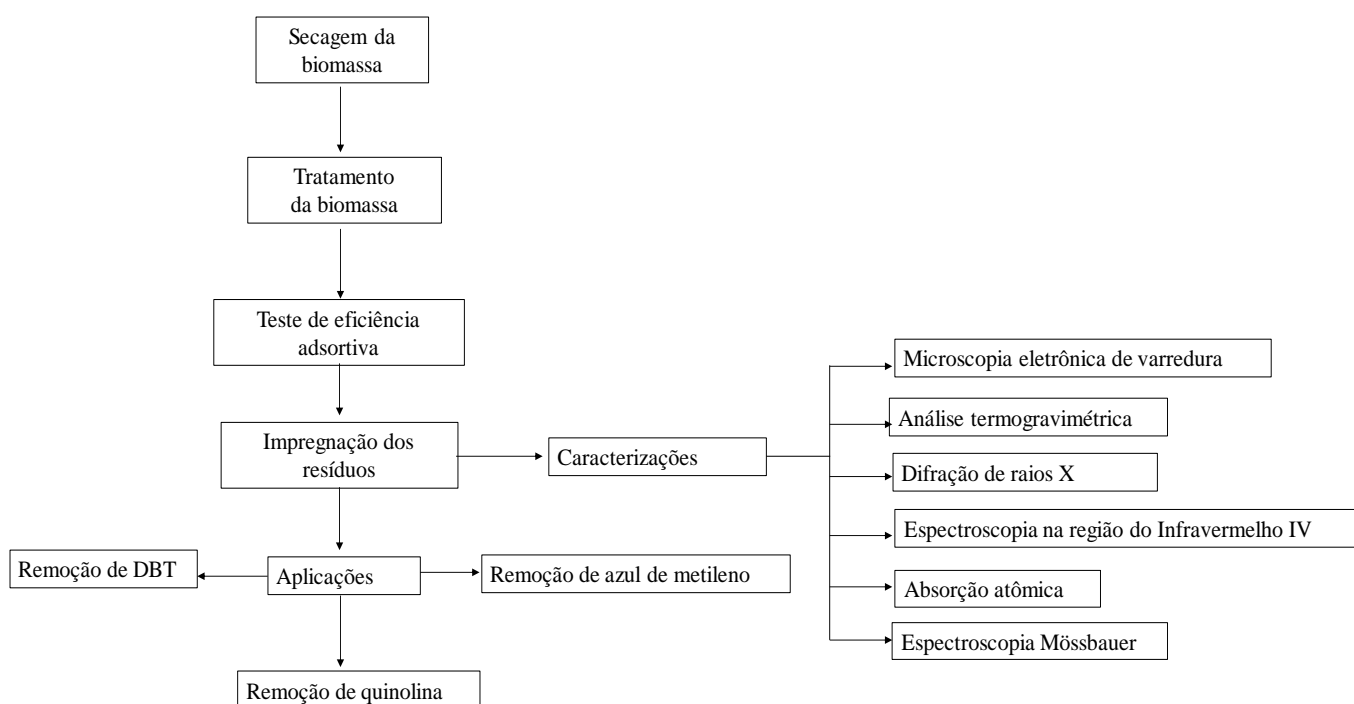 Secagem da
biomassa
Tratamento
da biomassa
Teste de eficiência
adsortiva
Impregnação dos
resíduos
Caracterizações
Microscopia eletrônica de varredura
Análise termogravimétrica
Difração de raios X
Espectroscopia na região do Infravermelho IV
Absorção atômica
Espectroscopia Mössbauer
Remoção de DBT
Aplicações
Remoção de azul de metileno
Remoção de quinolina